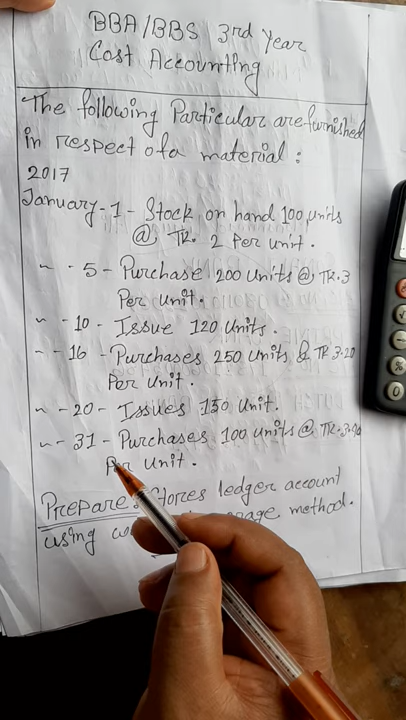 BBA/BBS 3rd Year
Cost Accounting
The following Particular are furnished
in respect of a material:
2017
January-1- Stock on hand 100 units
@ TK. 2 Per unit.
~ - 5 - Purchase 200 units @ TK.3
Per unit.
~ - 10 - Issue 120 units.
~ - 16 - Purchases 250 units & TK 3.20
Per unit.
~ - 20 - Issues 150 unit.
~ - 31 - Purchases 100 units @ TK.
Per unit.
Prepare: Stores ledger account
using method.